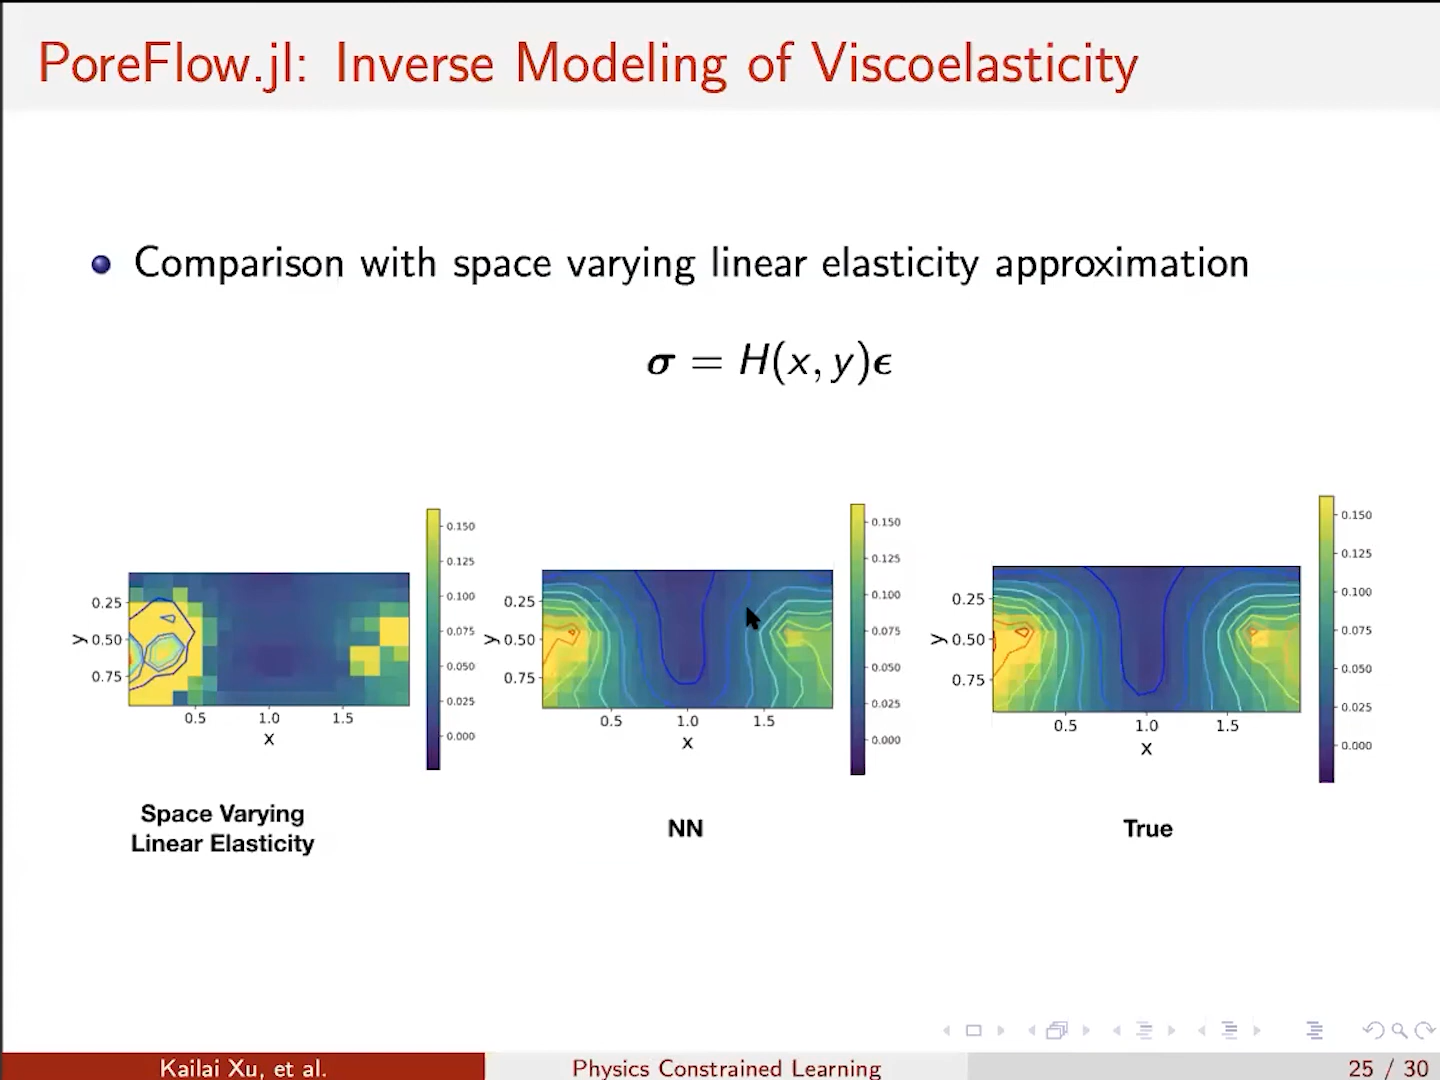 PoreFlow.jl: Inverse Modeling of Viscoelasticity
Comparison with space varying linear elasticity approximation
σ = H(x, y)ϵ
0.25
0.50
0.75
y
0.5 1.0 1.5
x
0.150
0.125
0.100
0.075
0.050
0.025
0.000
Space Varying
Linear Elasticity
0.25
0.50
0.75
y
0.5 1.0 1.5
x
0.150
0.125
0.100
0.075
0.050
0.025
0.000
NN
0.25
0.50
0.75
y
0.5 1.0 1.5
x
0.150
0.125
0.100
0.075
0.050
0.025
0.000
True
Kailai Xu, et al. Physics Constrained Learning 25 / 30